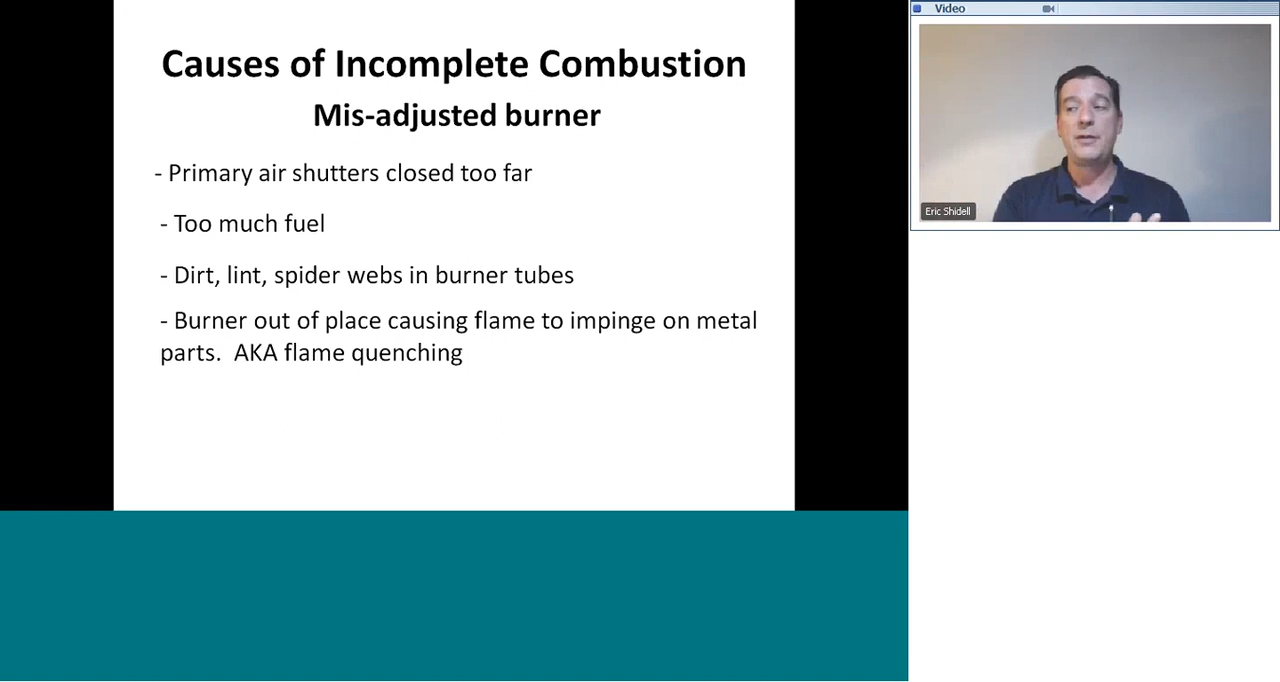 Causes of Incomplete Combustion
Mis-adjusted burner
- Primary air shutters closed too far
- Too much fuel
- Dirt, lint, spider webs in burner tubes
- Burner out of place causing flame to impinge on metal
parts.  AKA flame quenching
Video
Eric Shidell